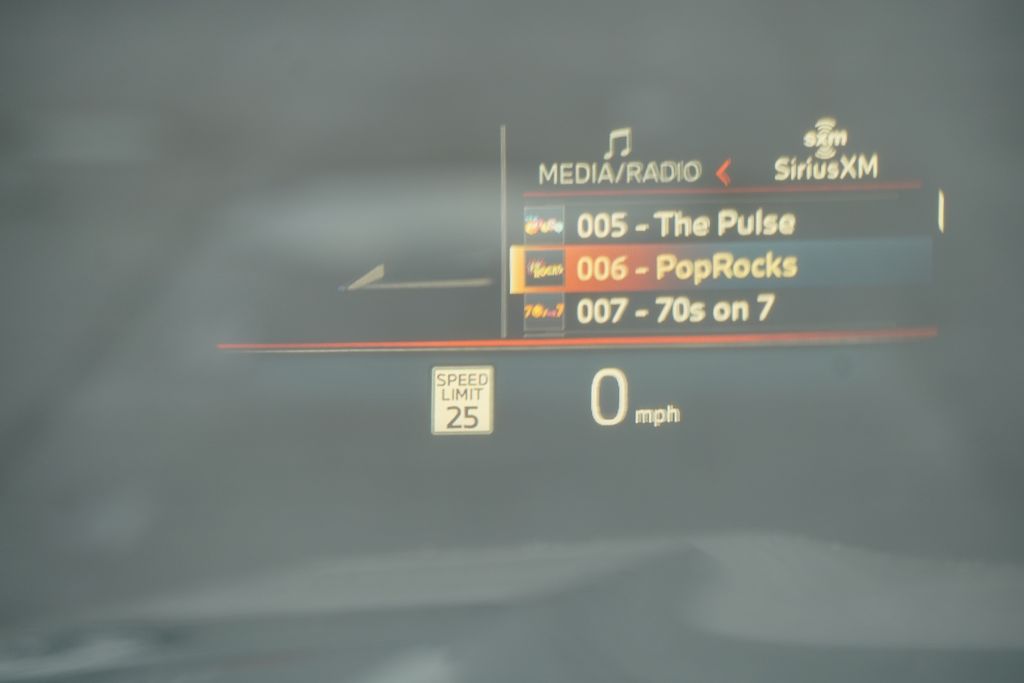 sxm
MEDIA/RADIO
SiriusXM
005 - The Pulse
006 - PopRocks
007 - 70s on 7
SPEED
LIMIT
25
0 mph